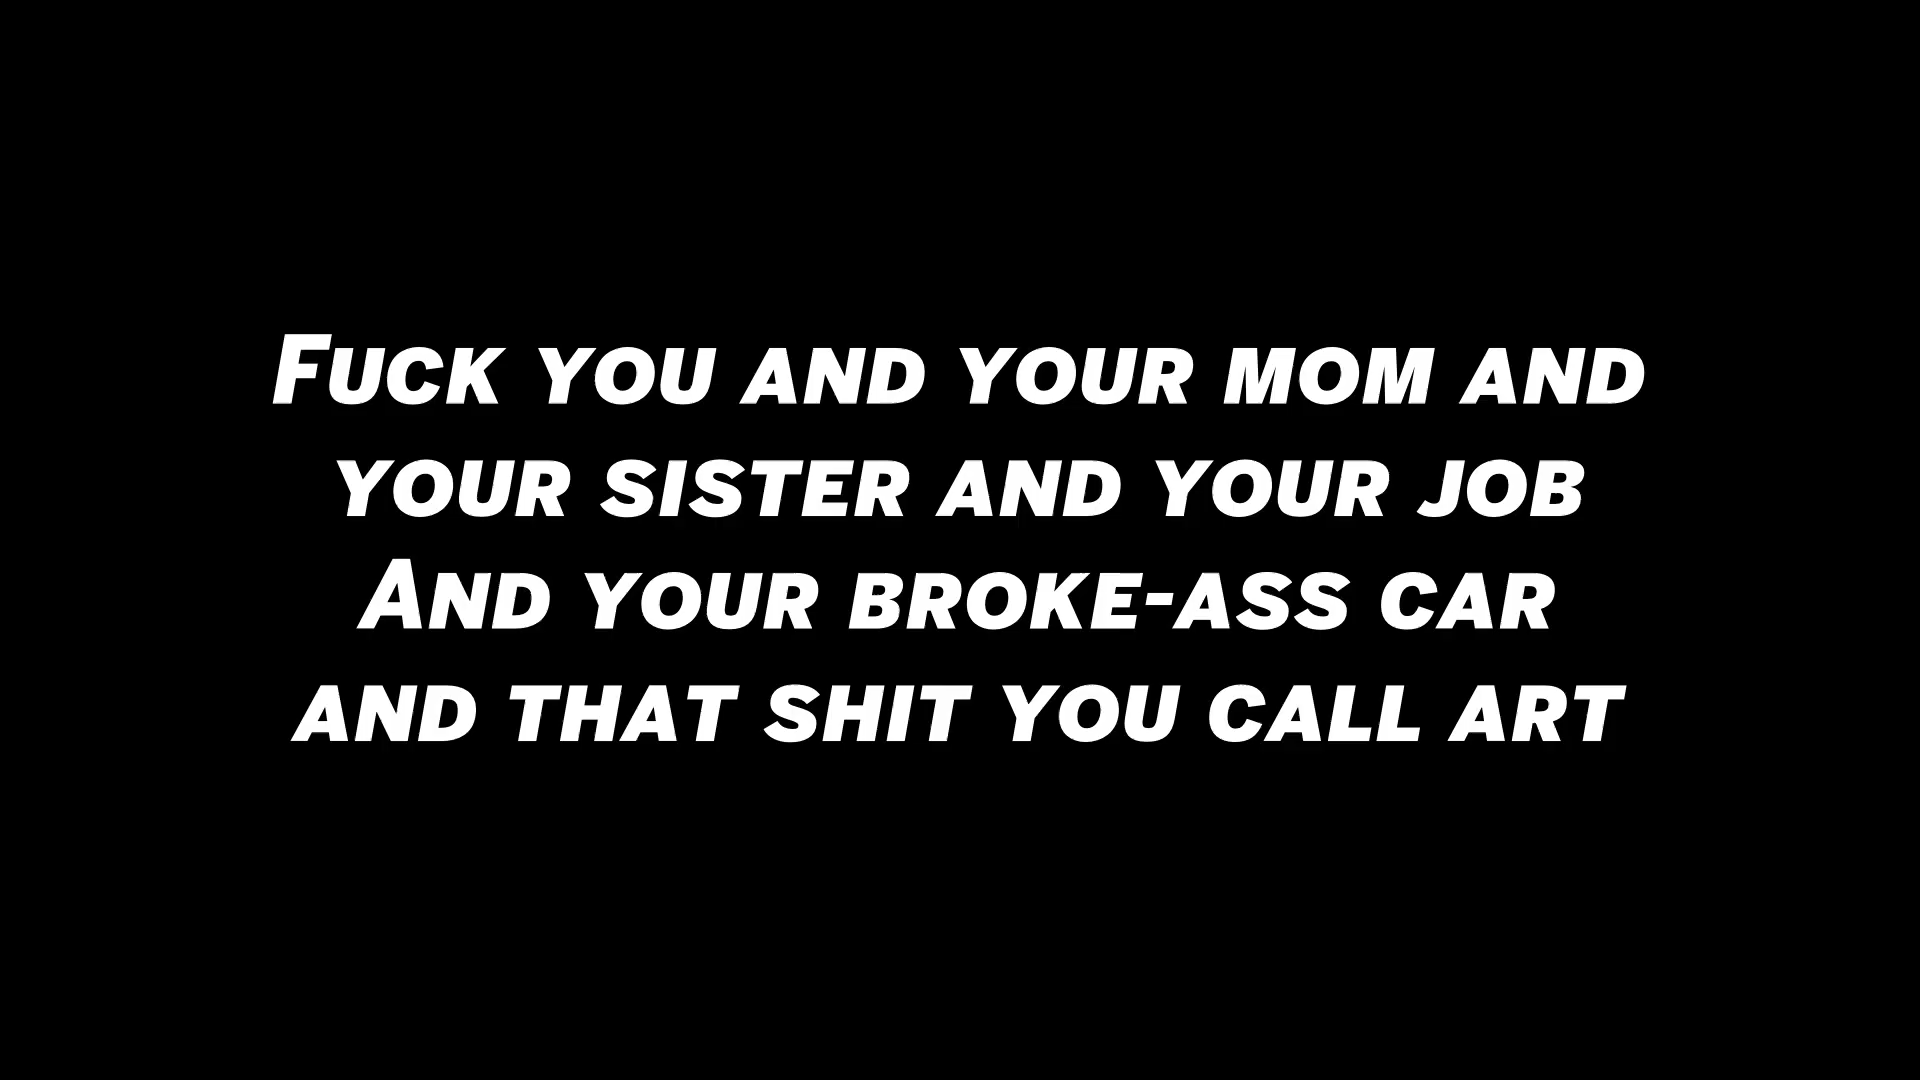 Fuck you and your mom and
your sister and your job
And your broke-ass car
and that shit you call art